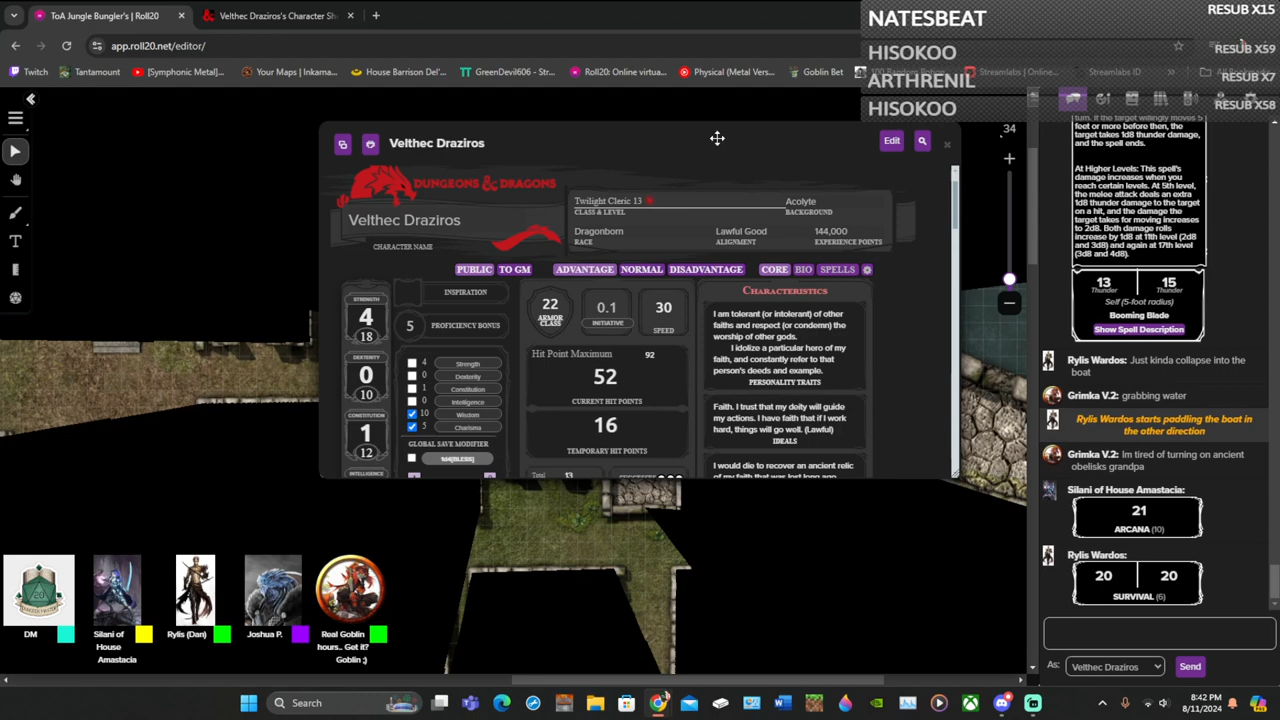 ToA Jungle Bungler's | Roll20
Velthec Draziros's Character Sh
app.roll20.net/editor/
Twitch
Tantamount
[Symphonic Metal]...
Your Maps | Inkarna...
House Barrison Del'...
GreenDevil606 - Str...
Roll20: Online virtua...
Physical (Metal Vers...
Goblin Bet
Streamlabs | Online...
Streamlabs ID
NATESBEAT
RESUB X15
HISOKOO
RESUB X59
ARTHRENIL
RESUB X7
HISOKOO
RESUB X58
34
Velthec Draziros
Edit
DUNGEONS & DRAGONS
Velthec Draziros
CHARACTER NAME
Twilight Cleric 13
Acolyte
CLASS & LEVEL
BACKGROUND
Dragonborn
Lawful Good
144,000
RACE
ALIGNMENT
EXPERIENCE POINTS
PUBLIC
TO GM
ADVANTAGE
NORMAL
DISADVANTAGE
CORE
BIO
SPELLS
STRENGTH
4
18
DEXTERITY
0
10
CONSTITUTION
1
12
INTELLIGENCE
INSPIRATION
5
PROFICIENCY BONUS
4 Strength
0 Dexterity
1 Constitution
0 Intelligence
10 Wisdom
5 Charisma
GLOBAL SAVE MODIFIER
1d4[BLESS]
22
ARMOR
CLASS
0.1
INITIATIVE
30
SPEED
Hit Point Maximum
92
52
CURRENT HIT POINTS
16
TEMPORARY HIT POINTS
Total
13
CHARACTERISTICS
I am tolerant (or intolerant) of other
faiths and respect (or condemn) the
worship of other gods.
I idolize a particular hero of my
faith, and constantly refer to that
person's deeds and example.
PERSONALITY TRAITS
Faith. I trust that my deity will guide
my actions. I have faith that if I work
hard, things will go well. (Lawful)
IDEALS
I would die to recover an ancient relic
of my faith that was lost long ago.
turn. If the target willingly moves 5
feet or more before then, the
target takes 1d8 thunder damage,
and the spell ends.
At Higher Levels: This spell's
damage increases when you
reach certain levels. At 5th level,
the melee attack deals an extra
1d8 thunder damage to the target
on a hit, and the damage the
target takes for moving increases
to 2d8. Both damage rolls
increase by 1d8 at 11th level (2d8
and 3d8) and again at 17th level
(3d8 and 4d8).
13
15
Thunder
Thunder
Self (5-foot radius)
Booming Blade
Show Spell Description
Rylis Wardos: Just kinda collapse into the
boat
Grimka V.2: grabbing water
Rylis Wardos starts paddling the boat in
the other direction
Grimka V.2: Im tired of turning on ancient
obelisks grandpa
Silani of House Amastacia:
21
ARCANA (10)
Rylis Wardos:
20
20
SURVIVAL (6)
As:
Velthec Draziros
Send
DM
Silani of
House
Amastacia
Rylis (Dan)
Joshua P.
Real Goblin
hours.. Get it?
Goblin ;)
Search
8:42 PM
8/11/2024